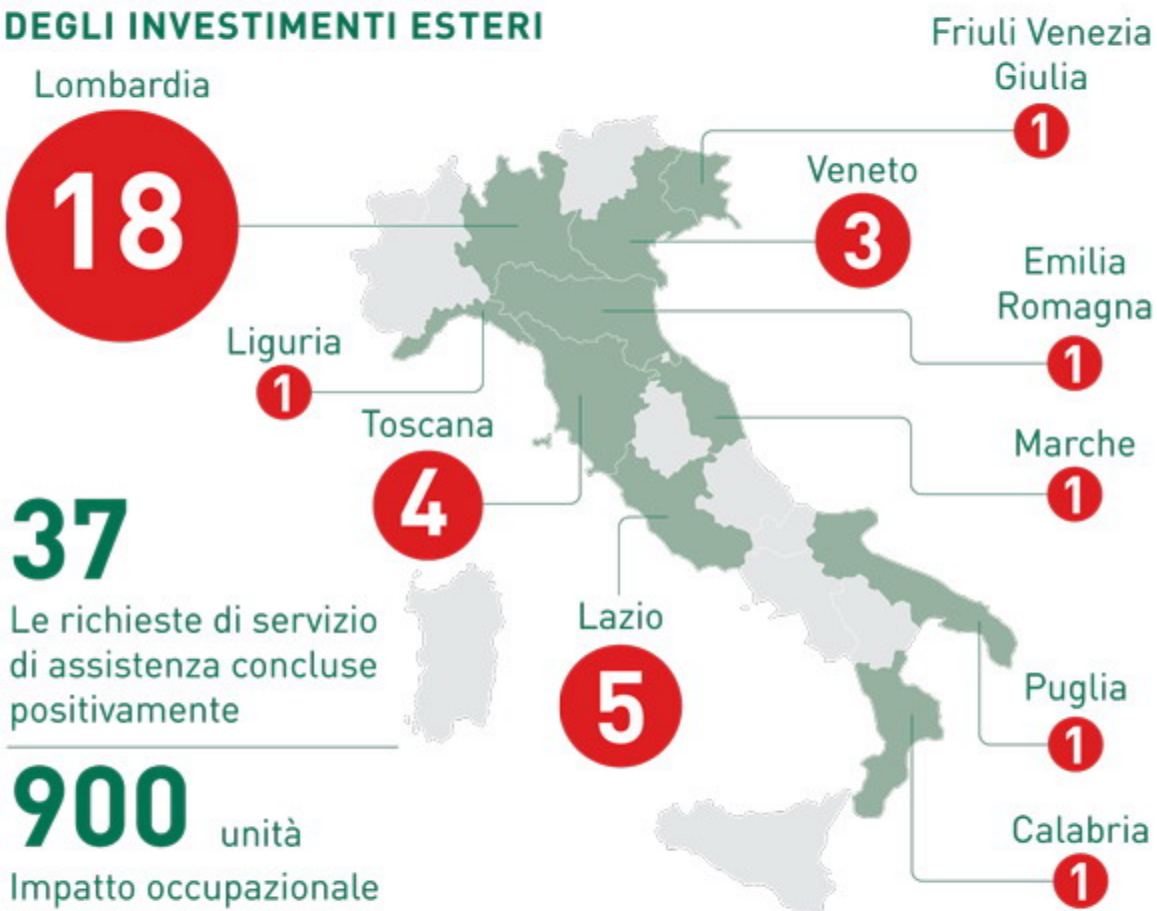 DEGLI INVESTIMENTI ESTERI
Lombardia
18
Friuli Venezia
Giulia
1
Veneto
3
Emilia
Romagna
1
Liguria
1
Toscana
4
Marche
1
37
Le richieste di servizio
di assistenza concluse
positivamente
Lazio
5
Puglia
1
900 unità
Impatto occupazionale
Calabria
1